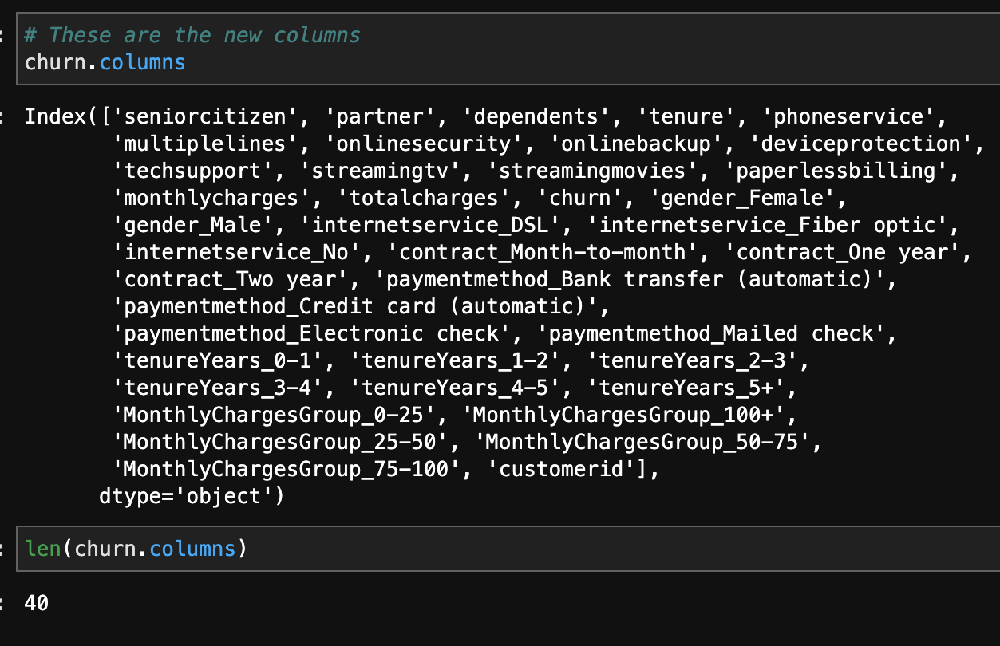 :
# These are the new columns
churn.columns
: Index(['seniorcitizen', 'partner', 'dependents', 'tenure', 'phoneservice',
'multiplelines', 'onlinesecurity', 'onlinebackup', 'deviceprotection',
'techsupport', 'streamingtv', 'streamingmovies', 'paperlessbilling',
'monthlycharges', 'totalcharges', 'churn', 'gender_Female',
'gender_Male', 'internetservice_DSL', 'internetservice_Fiber optic',
'internetservice_No', 'contract_Month-to-month', 'contract_One year',
'contract_Two year', 'paymentmethod_Bank transfer (automatic)',
'paymentmethod_Credit card (automatic)',
'paymentmethod_Electronic check', 'paymentmethod_Mailed check',
'tenureYears_0-1', 'tenureYears_1-2', 'tenureYears_2-3',
'tenureYears_3-4', 'tenureYears_4-5', 'tenureYears_5+',
'MonthlyChargesGroup_0-25', 'MonthlyChargesGroup_100+',
'MonthlyChargesGroup_25-50', 'MonthlyChargesGroup_50-75',
'MonthlyChargesGroup_75-100', 'customerid'],
dtype='object')
: len(churn.columns)
: 40